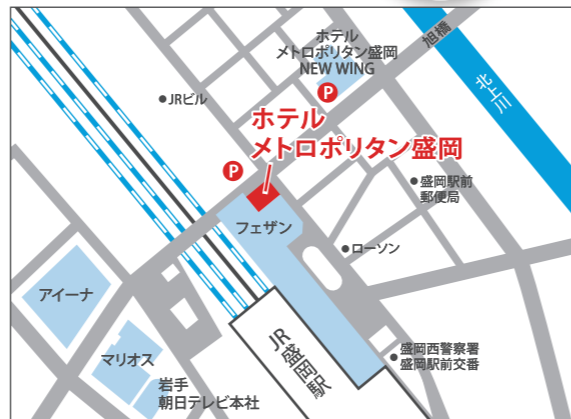 ホテル
メトロポリタン盛岡
NEW WING
旭橋
北上川
P
●JRビル
ホテル
メトロポリタン盛岡
P
●盛岡駅前
郵便局
フェザン
●ローソン
アイーナ
マリオス
JR盛岡駅
●盛岡西警察署
盛岡駅前交番
岩手
朝日テレビ本社